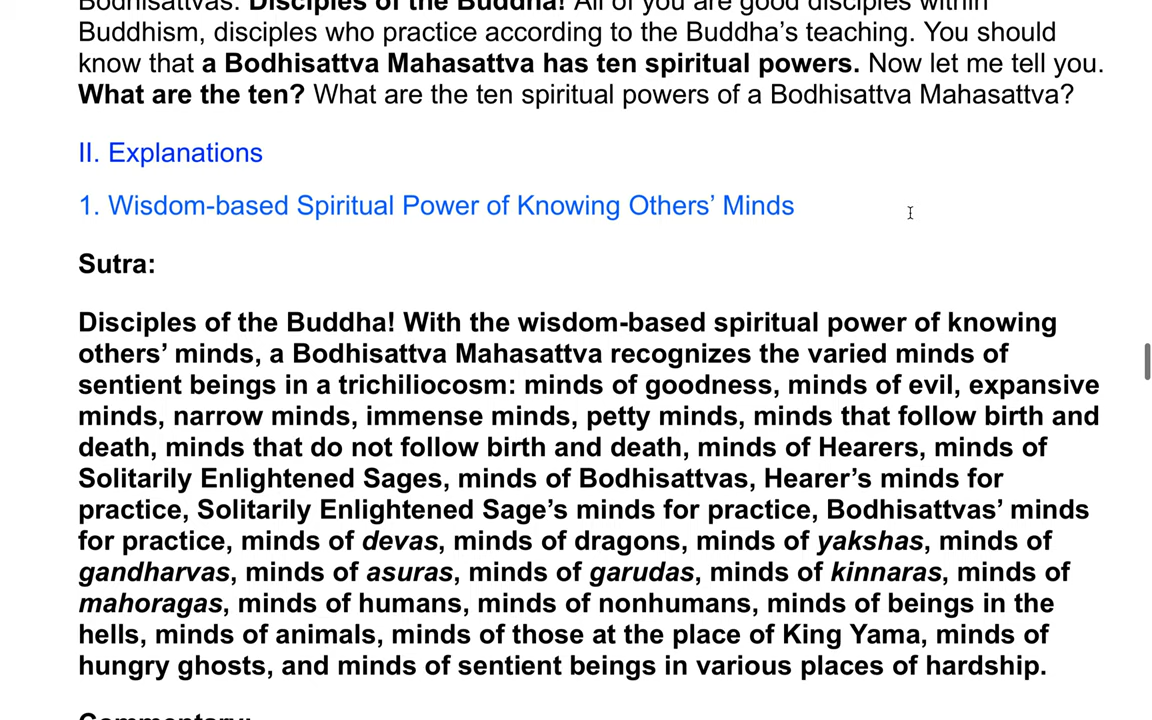 Bodhisattvas. Disciples of the Buddha! All of you are good disciples within
Buddhism, disciples who practice according to the Buddha’s teaching. You should
know that a Bodhisattva Mahasattva has ten spiritual powers. Now let me tell you.
What are the ten? What are the ten spiritual powers of a Bodhisattva Mahasattva?
II. Explanations
1. Wisdom-based Spiritual Power of Knowing Others’ Minds
Sutra:
Disciples of the Buddha! With the wisdom-based spiritual power of knowing
others’ minds, a Bodhisattva Mahasattva recognizes the varied minds of
sentient beings in a trichiliocosm: minds of goodness, minds of evil, expansive
minds, narrow minds, immense minds, petty minds, minds that follow birth and
death, minds that do not follow birth and death, minds of Hearers, minds of
Solitarily Enlightened Sages, minds of Bodhisattvas, Hearer’s minds for
practice, Solitarily Enlightened Sage’s minds for practice, Bodhisattvas’ minds
for practice, minds of devas, minds of dragons, minds of yakshas, minds of
gandharvas, minds of asuras, minds of garudas, minds of kinnaras, minds of
mahoragas, minds of humans, minds of nonhumans, minds of beings in the
hells, minds of animals, minds of those at the place of King Yama, minds of
hungry ghosts, and minds of sentient beings in various places of hardship.
Commentary: